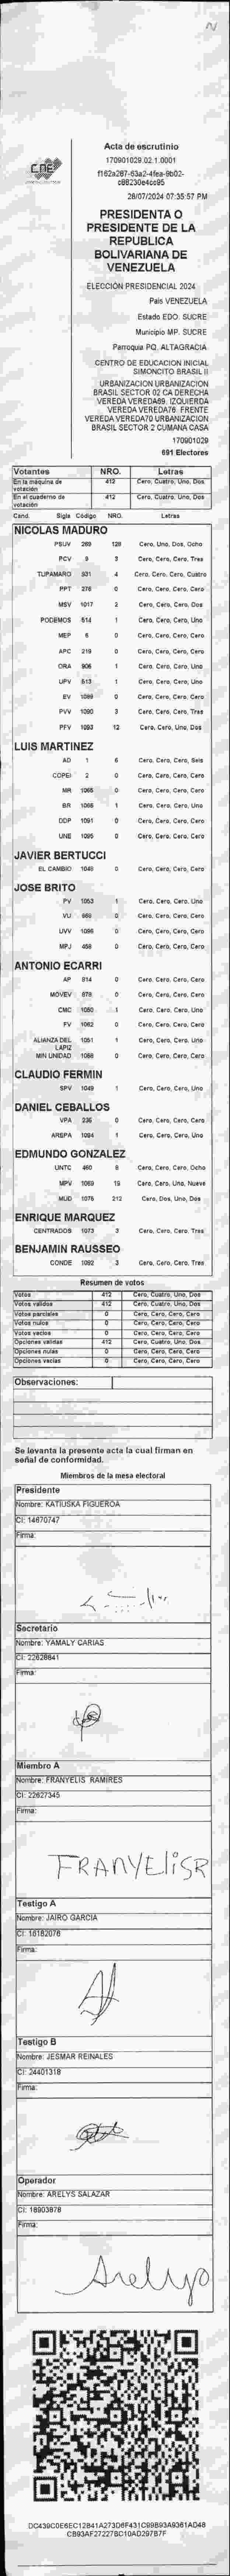 CNE
Acta de escrutinio
170901029.02.1.0001
f162a287-63a2-4fea-9b02-
c88230e4cc95
28/07/2024 07:35:57 PM
PRESIDENTA O
PRESIDENTE DE LA
REPUBLICA
BOLIVARIANA DE
VENEZUELA
ELECCIÓN PRESIDENCIAL 2024
País VENEZUELA
Estado EDO. SUCRE
Municipio MP. SUCRE
Parroquia PQ. ALTAGRACIA
CENTRO DE EDUCACION INICIAL
SIMONCITO BRASIL II
URBANIZACION URBANIZACION
BRASIL SECTOR 02 CA DERECHA
VEREDA VEREDA69. IZQUIERDA
VEREDA VEREDA76. FRENTE
VEREDA VEREDA70 URBANIZACION
BRASIL SECTOR 2 CUMANA CASA
170901029
691 Electores
Votantes NRO. Letras
En la máquina de votación 412 Cero, Cuatro, Uno, Dos
En el cuaderno de votación 412 Cero, Cuatro, Uno, Dos
Cand. Sigla Código NRO. Letras
NICOLAS MADURO
PSUV 269 128 Cero, Uno, Dos, Ocho
PCV 9 3 Cero, Cero, Cero, Tres
TUPAMARO 931 4 Cero, Cero, Cero, Cuatro
PPT 276 0 Cero, Cero, Cero, Cero
MSV 1017 2 Cero, Cero, Cero, Dos
PODEMOS 514 1 Cero, Cero, Cero, Uno
MEP 6 0 Cero, Cero, Cero, Cero
APC 219 0 Cero, Cero, Cero, Cero
ORA 906 1 Cero, Cero, Cero, Uno
UPV 513 1 Cero, Cero, Cero, Uno
EV 1089 0 Cero, Cero, Cero, Cero
PVV 1090 3 Cero, Cero, Cero, Tres
PFV 1093 12 Cero, Cero, Uno, Dos
LUIS MARTINEZ
AD 1 6 Cero, Cero, Cero, Seis
COPEI 2 0 Cero, Cero, Cero, Cero
MR 1065 0 Cero, Cero, Cero, Cero
BR 1066 1 Cero, Cero, Cero, Uno
DDP 1091 0 Cero, Cero, Cero, Cero
UNE 1095 0 Cero, Cero, Cero, Cero
JAVIER BERTUCCI
EL CAMBIO 1048 0 Cero, Cero, Cero, Cero
JOSE BRITO
PV 1053 1 Cero, Cero, Cero, Uno
VU 968 0 Cero, Cero, Cero, Cero
UVV 1096 0 Cero, Cero, Cero, Cero
MPJ 458 0 Cero, Cero, Cero, Cero
ANTONIO ECARRI
AP 814 0 Cero, Cero, Cero, Cero
MOVEV 878 0 Cero, Cero, Cero, Cero
CMC 1050 1 Cero, Cero, Cero, Uno
FV 1062 0 Cero, Cero, Cero, Cero
ALIANZA DEL LAPIZ 1051 1 Cero, Cero, Cero, Uno
MIN UNIDAD 1068 0 Cero, Cero, Cero, Cero
CLAUDIO FERMIN
SPV 1049 1 Cero, Cero, Cero, Uno
DANIEL CEBALLOS
VPA 236 0 Cero, Cero, Cero, Cero
AREPA 1094 1 Cero, Cero, Cero, Uno
EDMUNDO GONZALEZ
UNTC 460 8 Cero, Cero, Cero, Ocho
MPV 1069 19 Cero, Cero, Uno, Nueve
MUD 1076 212 Cero, Dos, Uno, Dos
ENRIQUE MARQUEZ
CENTRADOS 1073 3 Cero, Cero, Cero, Tres
BENJAMIN RAUSSEO
CONDE 1092 3 Cero, Cero, Cero, Tres
Resumen de votos
Votos 412 Cero, Cuatro, Uno, Dos
Votos válidos 412 Cero, Cuatro, Uno, Dos
Votos parciales 0 Cero, Cero, Cero, Cero
Votos nulos 0 Cero, Cero, Cero, Cero
Votos vacíos 0 Cero, Cero, Cero, Cero
Opciones válidas 412 Cero, Cuatro, Uno, Dos
Opciones nulas 0 Cero, Cero, Cero, Cero
Opciones vacías 0 Cero, Cero, Cero, Cero
Observaciones:
Se levanta la presente acta la cual firman en
señal de conformidad.
Miembros de la mesa electoral
Presidente
Nombre: KATIUSKA FIGUEROA
CI: 14670747
Firma:
Secretario
Nombre: YAMALY CARIAS
CI: 22628841
Firma:
Miembro A
Nombre: FRANYELIS RAMIRES
CI: 22627345
Firma:
FRANYELISR
Testigo A
Nombre: JAIRO GARCIA
CI: 10182076
Firma:
Testigo B
Nombre: JESMAR REINALES
CI: 24401318
Firma:
Operador
Nombre: ARELYS SALAZAR
CI: 18903878
Firma:
Arelys
DC439C0E6EC12B41A273D6F431C99B93A9361AD48
CB93AF27227BC10AD297B7F